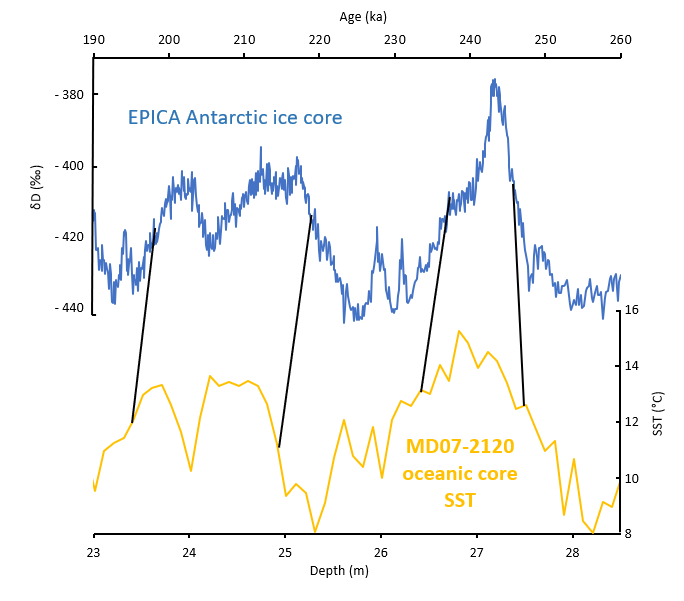 Age (ka)
190 200 210 220 230 240 250 260
EPICA Antarctic ice core
δD (‰)
- 380
- 400
- 420
- 440
16
14
12
10
8
SST (°C)
MD07-2120
oceanic core
SST
23 24 25 26 27 28
Depth (m)